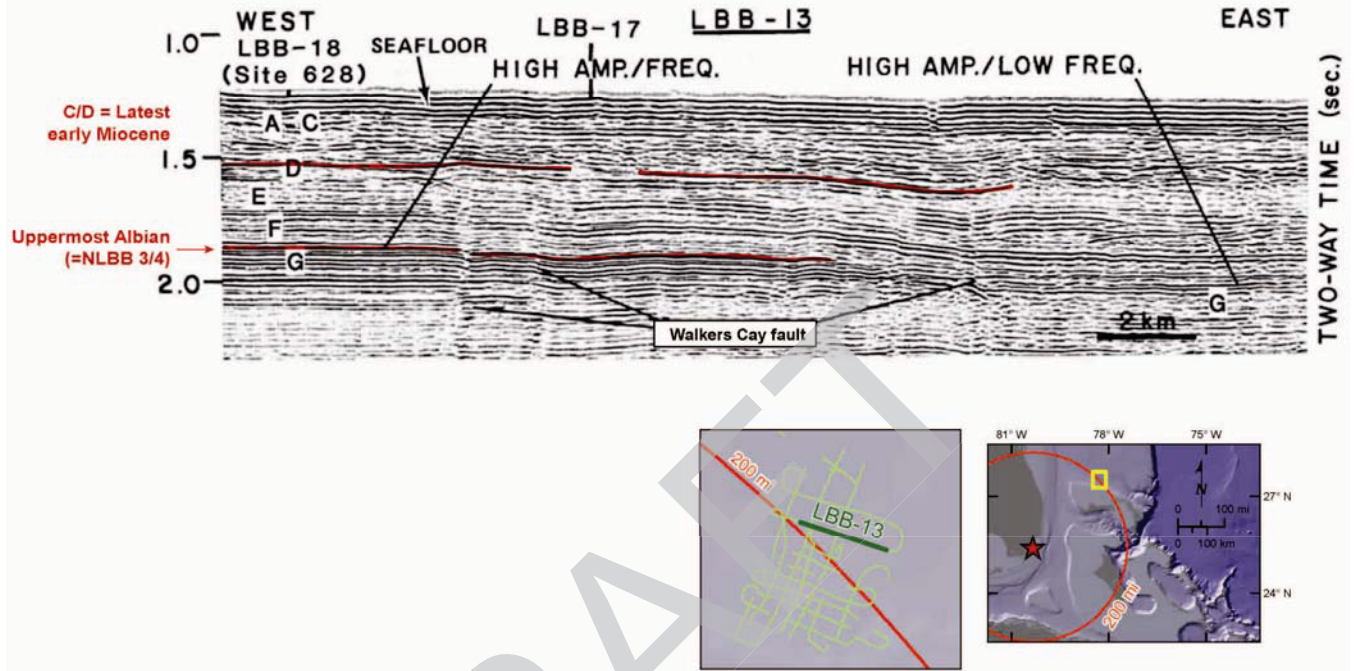 WEST
LBB-18
(Site 628)
SEAFLOOR
LBB-17
LBB-13
EAST
HIGH AMP./FREQ.
HIGH AMP./LOW FREQ.
1.0
1.5
2.0
C/D = Latest
early Miocene
A C
D
E
F
G
G
Uppermost Albian
(=NLBB 3/4)
Walkers Cay fault
2 km
TWO-WAY TIME (sec.)
200 mi
LBB-13
81° W 78° W 75° W
27° N
24° N
N
0 100 mi
0 100 km
200 mi
DRAFT